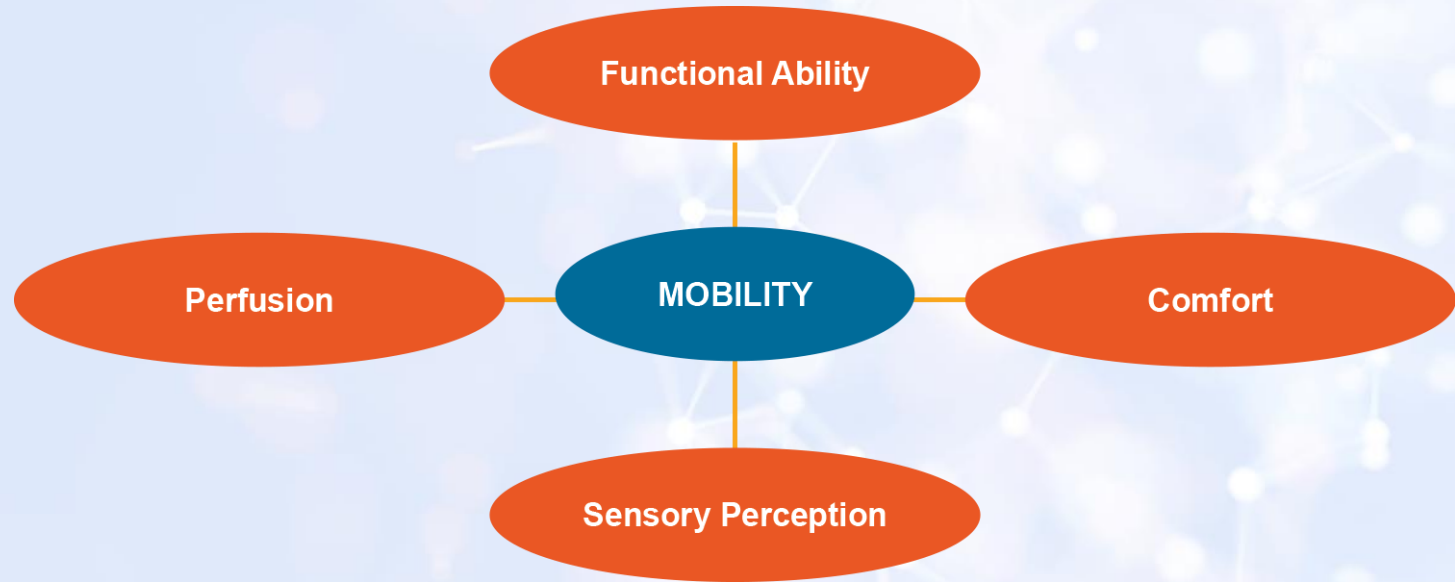 Functional Ability
Perfusion
MOBILITY
Comfort
Sensory Perception